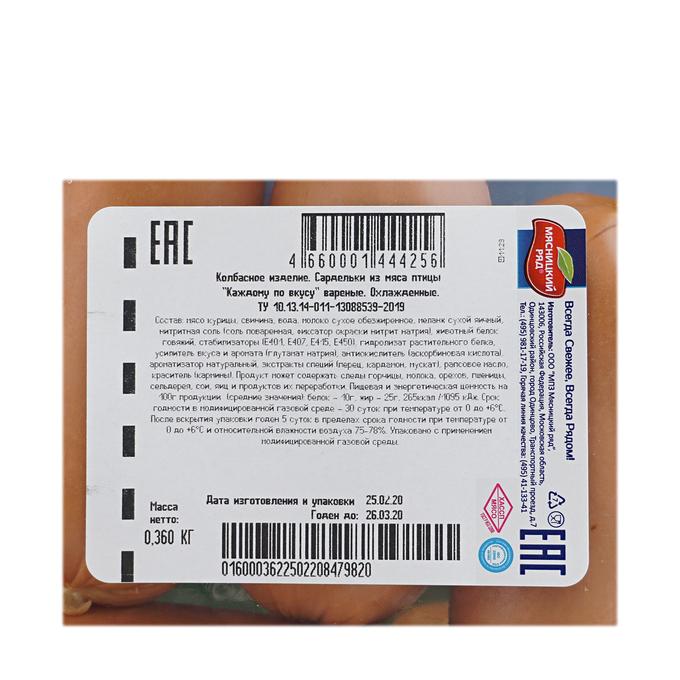 ЕАС
4 660001 444256
Колбасное изделие. Сардельки из мяса птицы
"Каждому по вкусу" вареные. Охлажденные.
ТУ 10.13.14-011-13088539-2019
Состав: мясо курицы, свинина, вода, молоко сухое обезжиренное, меланж сухой яичный,
нитритная соль (соль поваренная, фиксатор окраски нитрит натрия), животный белок
говяжий, стабилизаторы (Е401, Е407, Е415, Е450), гидролизат растительного белка,
усилитель вкуса и аромата (глутанат натрия), антиокислитель (аскорбиновая кислота),
ароматизатор натуральный, экстракты специй (перец, кардамон, мускат), рапсовое масло,
краситель (кармины). Продукт может содержать следы горчицы, молока, орехов, пшеницы,
сельдерея, сои, яиц и продуктов их переработки. Пищевая и энергетическая ценность на
100г продукта (средние значения): белок – 10г, жир – 25г, 265ккал /1095 кДж. Срок
годности в модифицированной газовой среде – 30 суток при температуре от 0 до +6°С.
После вскрытия упаковки годен 5 суток в пределах срока годности при температуре от
0 до +6°С и относительной влажности воздуха 75-78%. Упаковано с применением
модифицированной газовой среды.
Дата изготовления и упаковки 25.02.20
Годен до: 26.03.20
Масса
нетто:
0,360 КГ
0160003622502208479820
МЯСНИЦКИЙ
РЯД®
Всегда Свежее, Всегда Рядом!
Изготовитель: ООО "МПЗ Мясницкий ряд",
143006, Российская Федерация, Московская область,
Одинцовский район, город Одинцово, Транспортный проезд, д.7
Тел.: (495) 981-17-19, Горячая линия качества: (495) 41-133-41
ХАССП
МЯСО
ЕАС